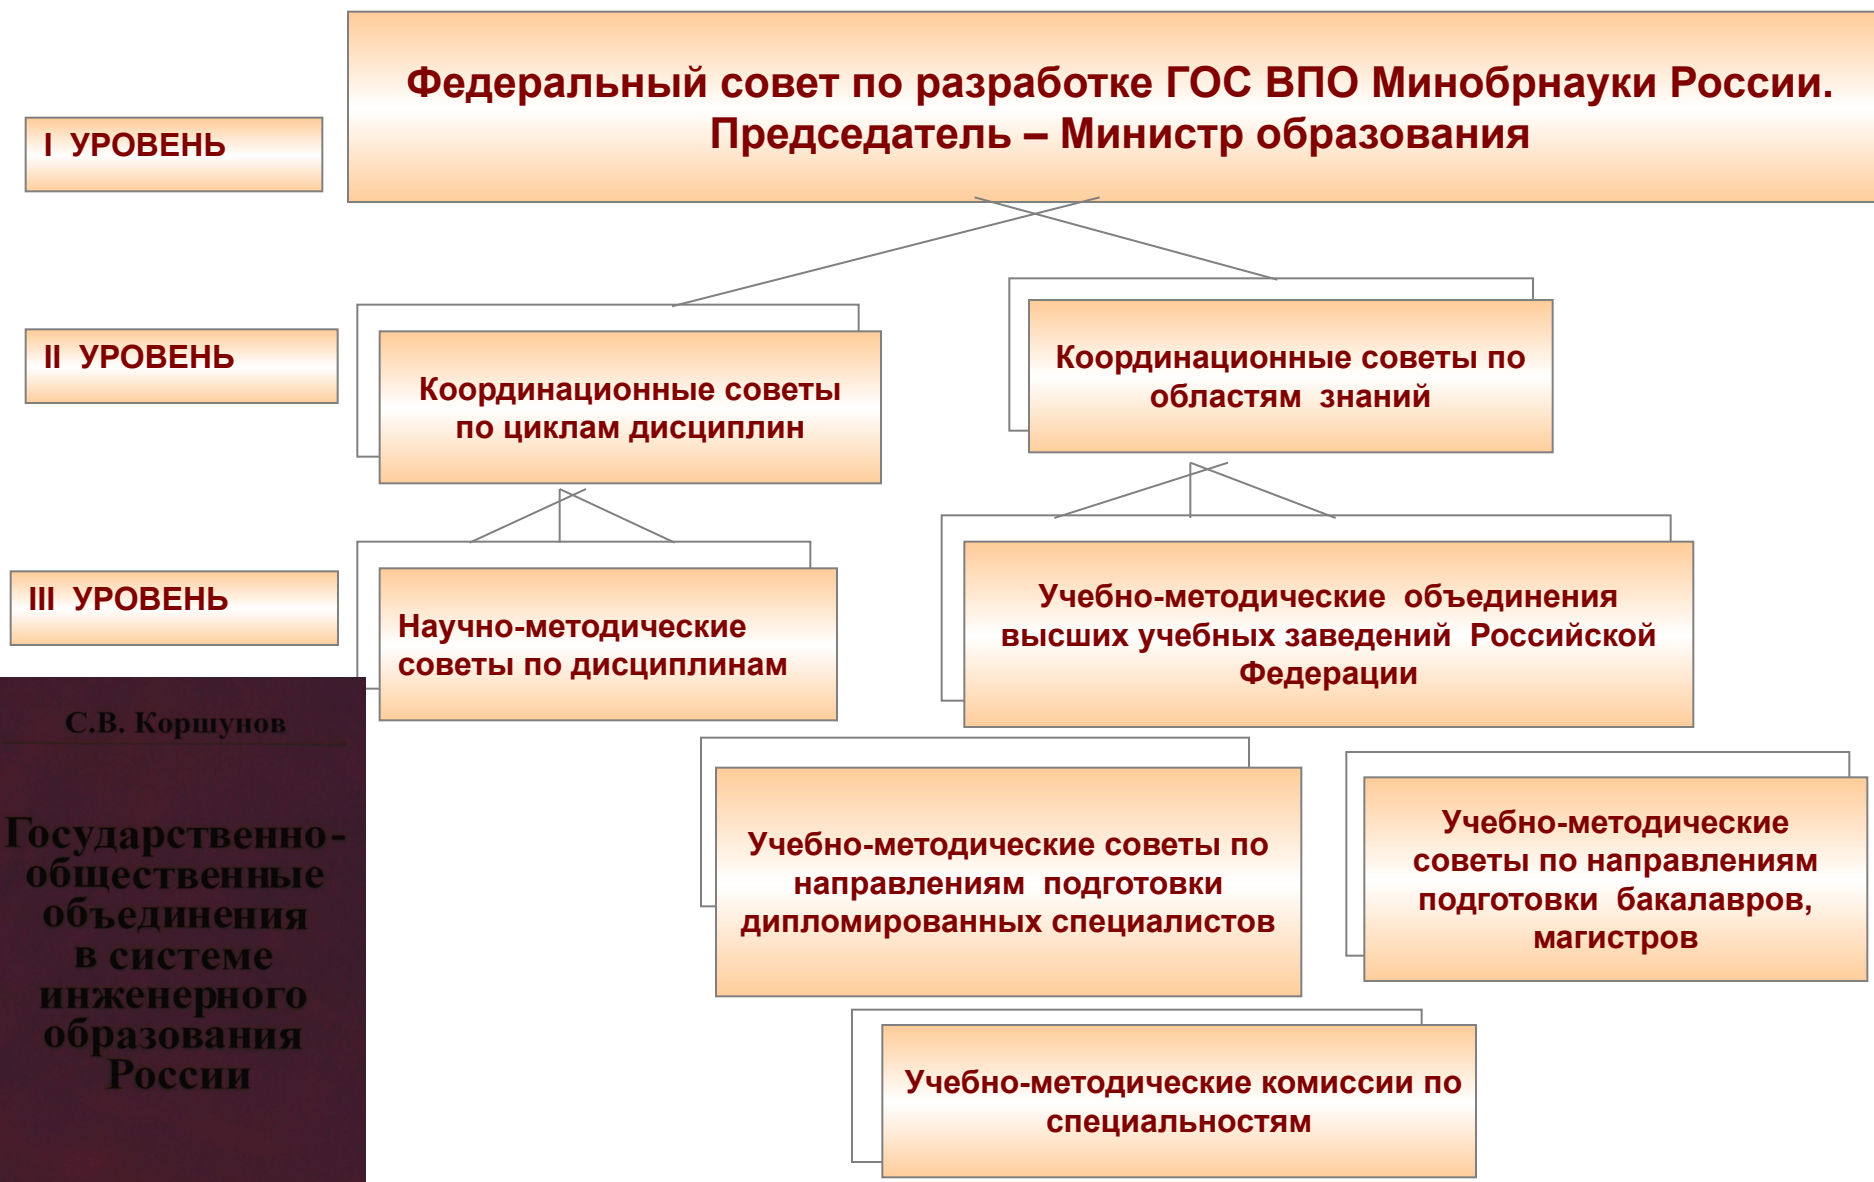 Федеральный совет по разработке ГОС ВПО Минобрнауки России.
Председатель – Министр образования
I УРОВЕНЬ
II УРОВЕНЬ
Координационные советы
по циклам дисциплин
Координационные советы по
областям знаний
III УРОВЕНЬ
Научно-методические
советы по дисциплинам
Учебно-методические объединения
высших учебных заведений Российской
Федерации
С.В. Коршунов
Государственно-
общественные
объединения
в системе
инженерного
образования
России
Учебно-методические советы по
направлениям подготовки
дипломированных специалистов
Учебно-методические
советы по направлениям
подготовки бакалавров,
магистров
Учебно-методические комиссии по
специальностям